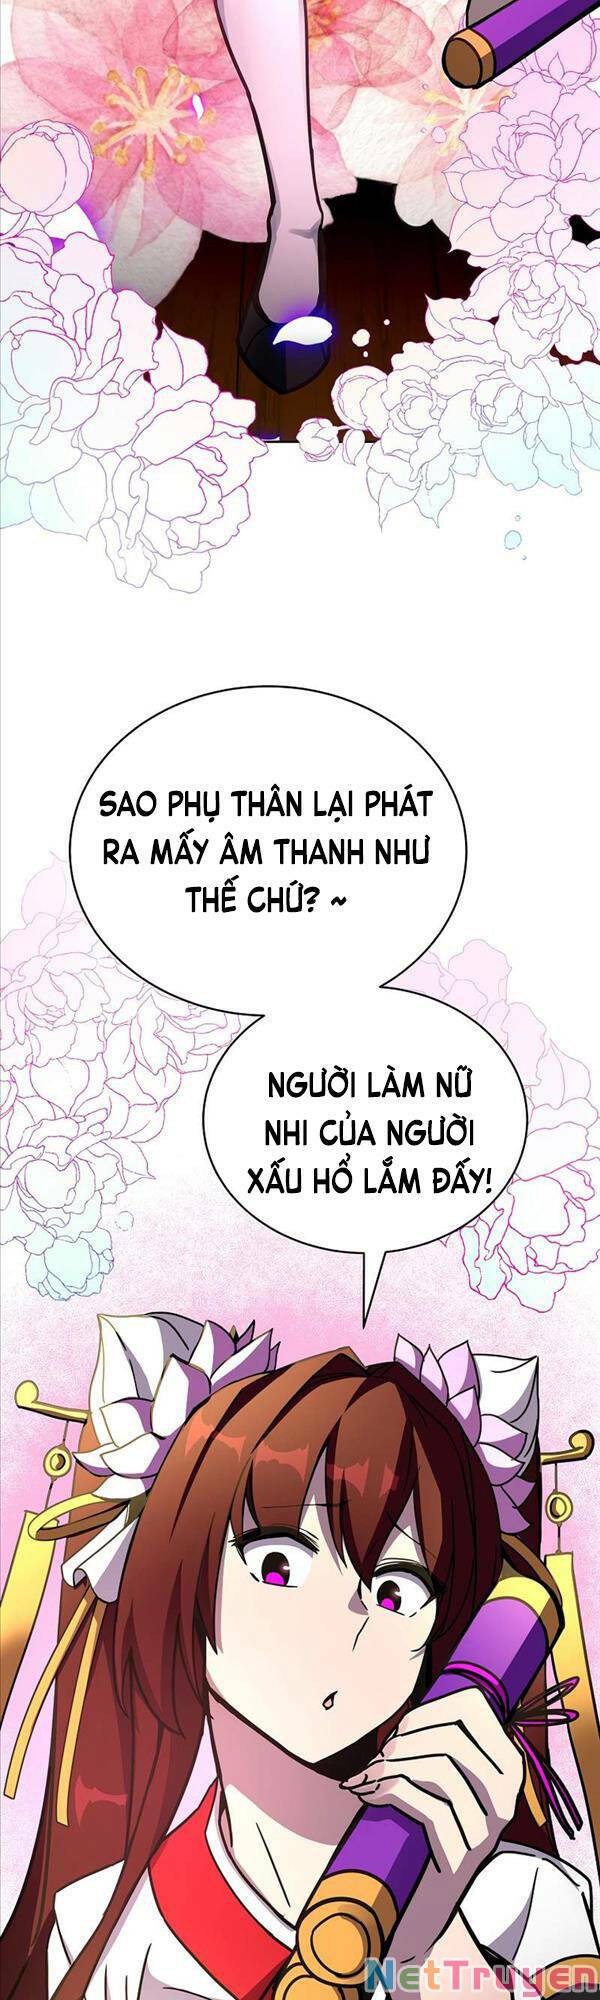 SAO PHỤ THÂN LẠI PHÁT
RA MẤY ÂM THANH NHƯ
THẾ CHỨ? ~
NGƯỜI LÀM NỮ
NHI CỦA NGƯỜI
XẤU HỔ LẮM ĐẤY!
NetTruyen